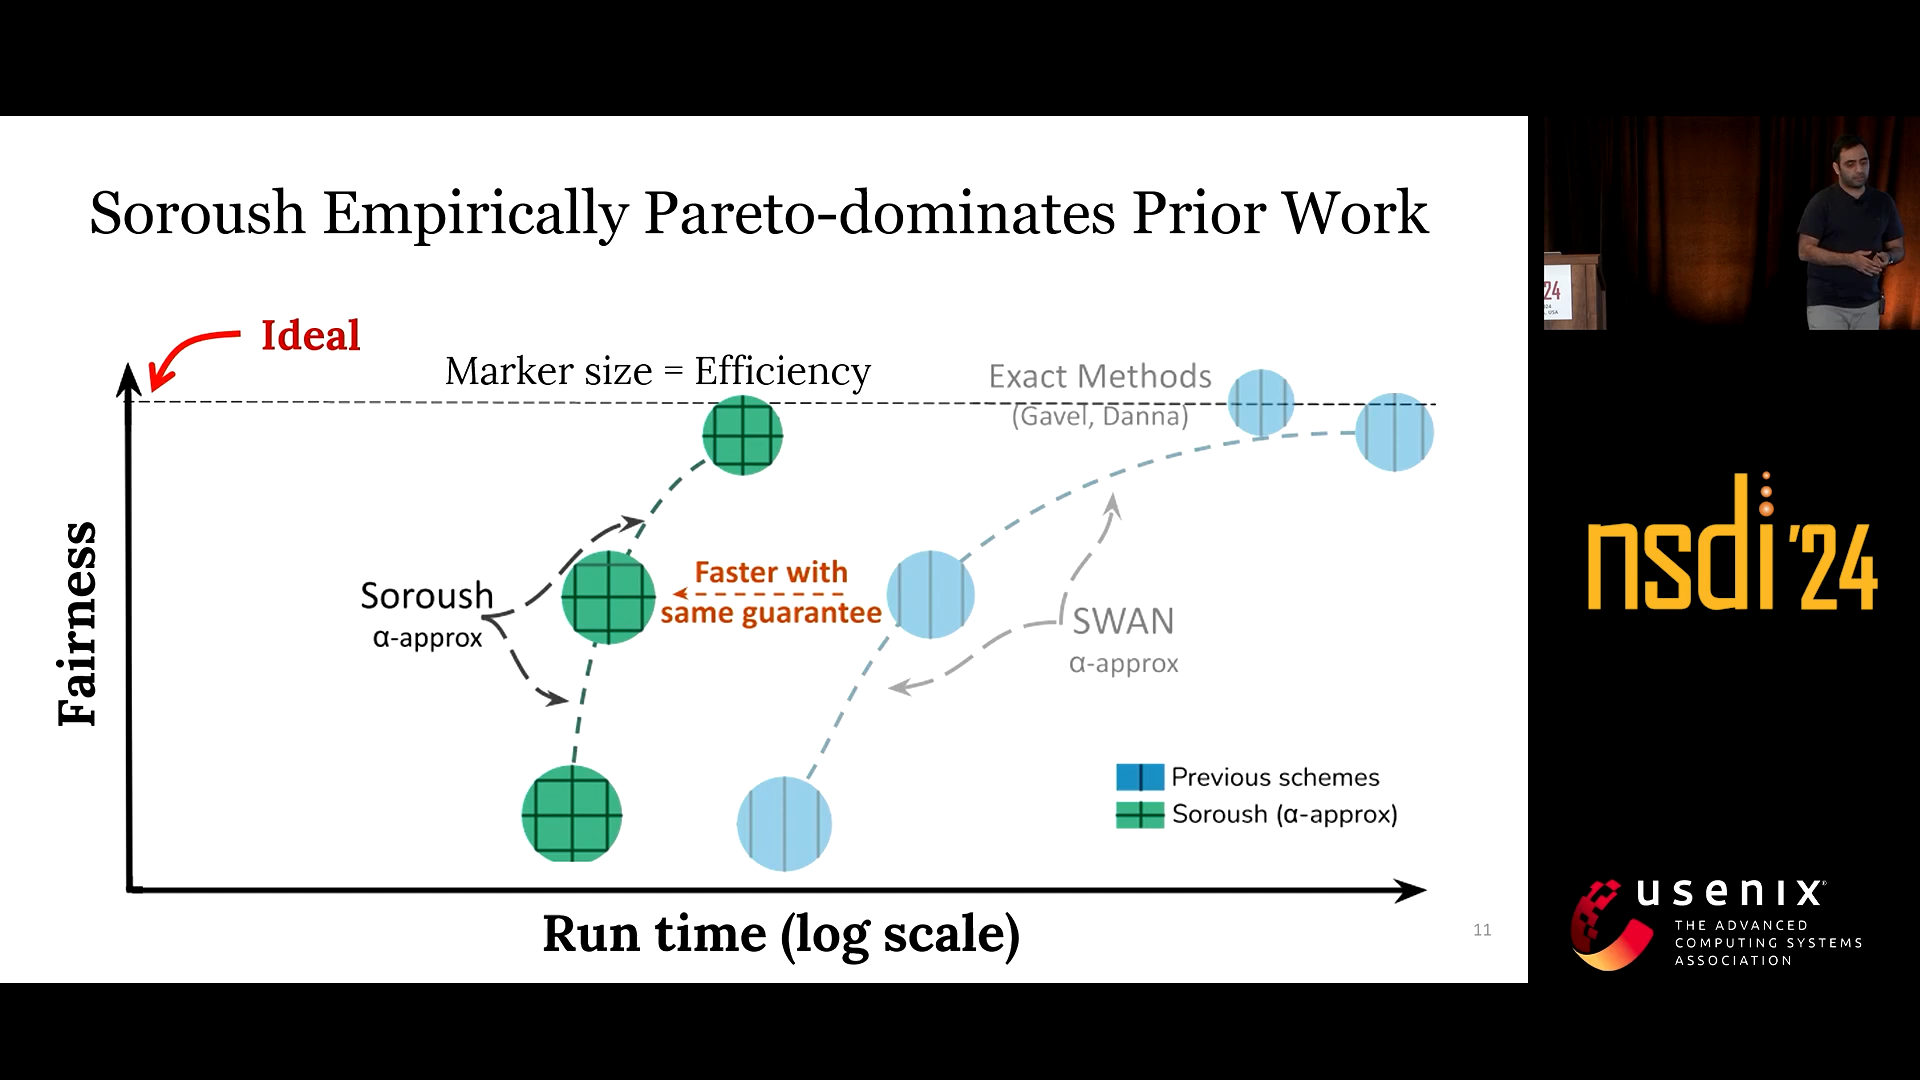 Soroush Empirically Pareto-dominates Prior Work
Ideal
Marker size = Efficiency
Exact Methods
(Gavel, Danna)
Faster with
same guarantee
Soroush
α-approx
SWAN
α-approx
Fairness
Previous schemes
Soroush (α-approx)
Run time (log scale)
11
24
nsdi '24
usenix
THE ADVANCED
COMPUTING SYSTEMS
ASSOCIATION